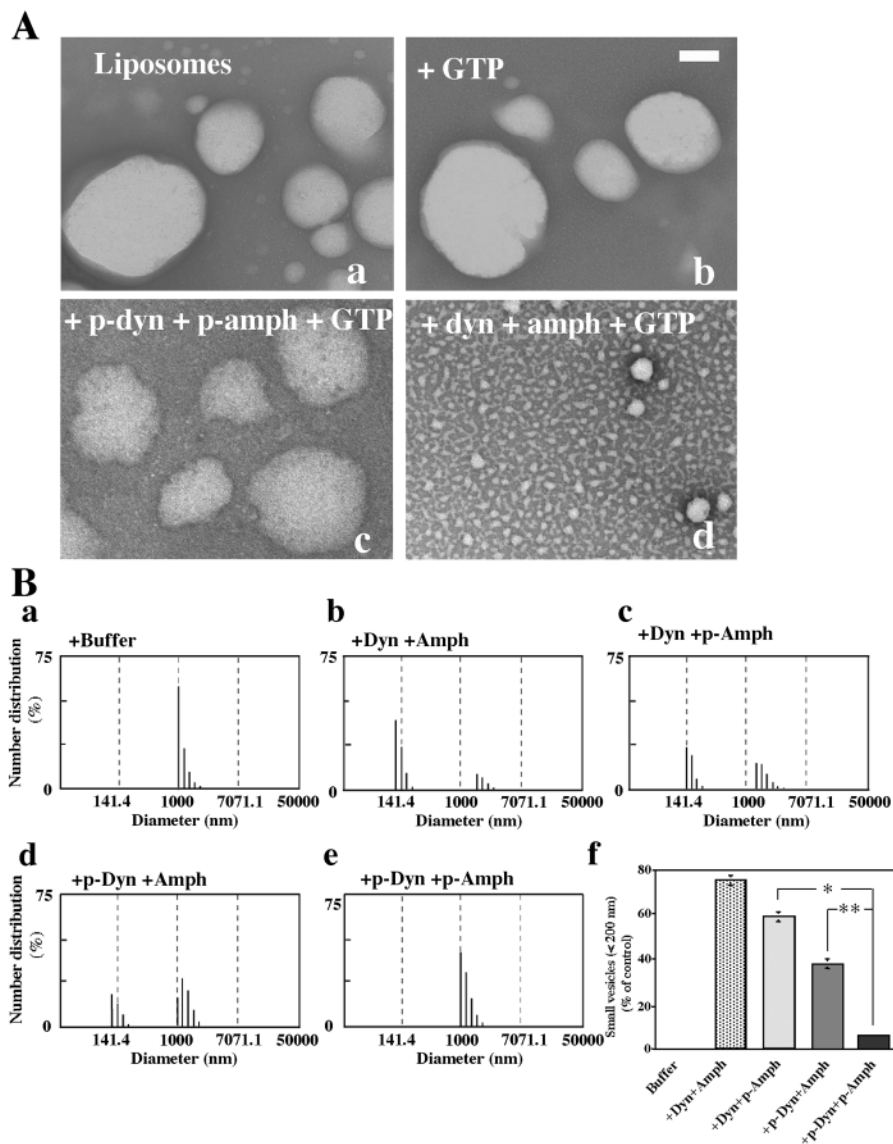 A
Liposomes
+ GTP
a
b
+ p-dyn + p-amph + GTP
+ dyn + amph + GTP
c
d
B
a
b
c
+Buffer
+Dyn +Amph
+Dyn +p-Amph
Number distribution
(%)
75
0
141.4 1000 7071.1 50000
Diameter (nm)
75
0
141.4 1000 7071.1 50000
Diameter (nm)
75
0
141.4 1000 7071.1 50000
Diameter (nm)
d
e
f
+p-Dyn +Amph
+p-Dyn +p-Amph
Number distribution
(%)
75
0
141.4 1000 7071.1 50000
Diameter (nm)
75
0
141.4 1000 7071.1 50000
Diameter (nm)
Small vesicles (<200 nm)
(% of control)
80
60
40
20
0
*
**
Buffer
+Dyn+Amph
+Dyn+p-Amph
+p-Dyn+Amph
+p-Dyn+p-Amph